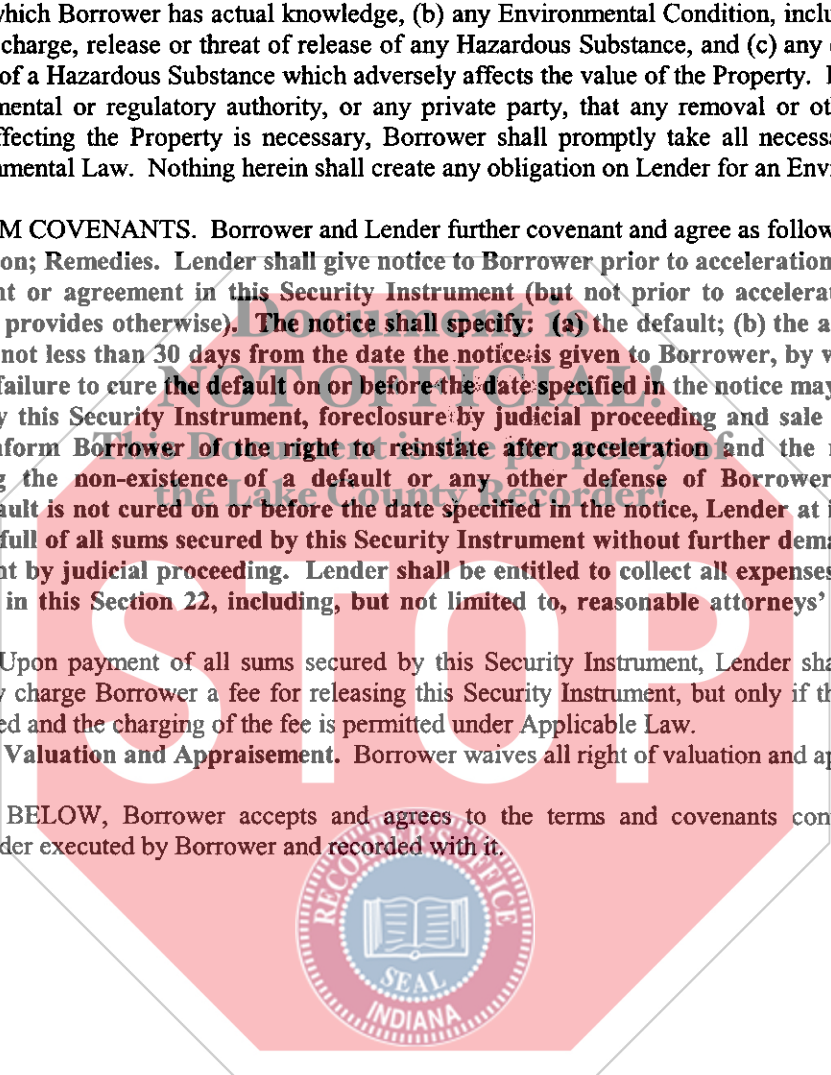 which Borrower has actual knowledge, (b) any Environmental Condition, inclu
charge, release or threat of release of any Hazardous Substance, and (c) any
of a Hazardous Substance which adversely affects the value of the Property.
mental or regulatory authority, or any private party, that any removal or oth
ffecting the Property is necessary, Borrower shall promptly take all necessa
nmental Law. Nothing herein shall create any obligation on Lender for an Envi
M COVENANTS. Borrower and Lender further covenant and agree as follow
on; Remedies. Lender shall give notice to Borrower prior to acceleration
nt or agreement in this Security Instrument (but not prior to accelerat
provides otherwise). The notice shall specify: (a) the default; (b) the a
not less than 30 days from the date the notice is given to Borrower, by w
failure to cure the default on or before the date specified in the notice may
y this Security Instrument, foreclosure by judicial proceeding and sale
nform Borrower of the right to reinstate after acceleration and the
g the non-existence of a default or any other defense of Borrower
ault is not cured on or before the date specified in the notice, Lender at i
full of all sums secured by this Security Instrument without further dema
nt by judicial proceeding. Lender shall be entitled to collect all expenses
in this Section 22, including, but not limited to, reasonable attorneys'
Upon payment of all sums secured by this Security Instrument, Lender sha
y charge Borrower a fee for releasing this Security Instrument, but only if th
ed and the charging of the fee is permitted under Applicable Law.
Valuation and Appraisement. Borrower waives all right of valuation and ap
BELOW, Borrower accepts and agrees to the terms and covenants con
der executed by Borrower and recorded with it.
Document is
NOT OFFICIAL!
This Document is the property of
the Lake County Recorder!
STOP
RECORDER'S OFFICE
SEAL
INDIANA